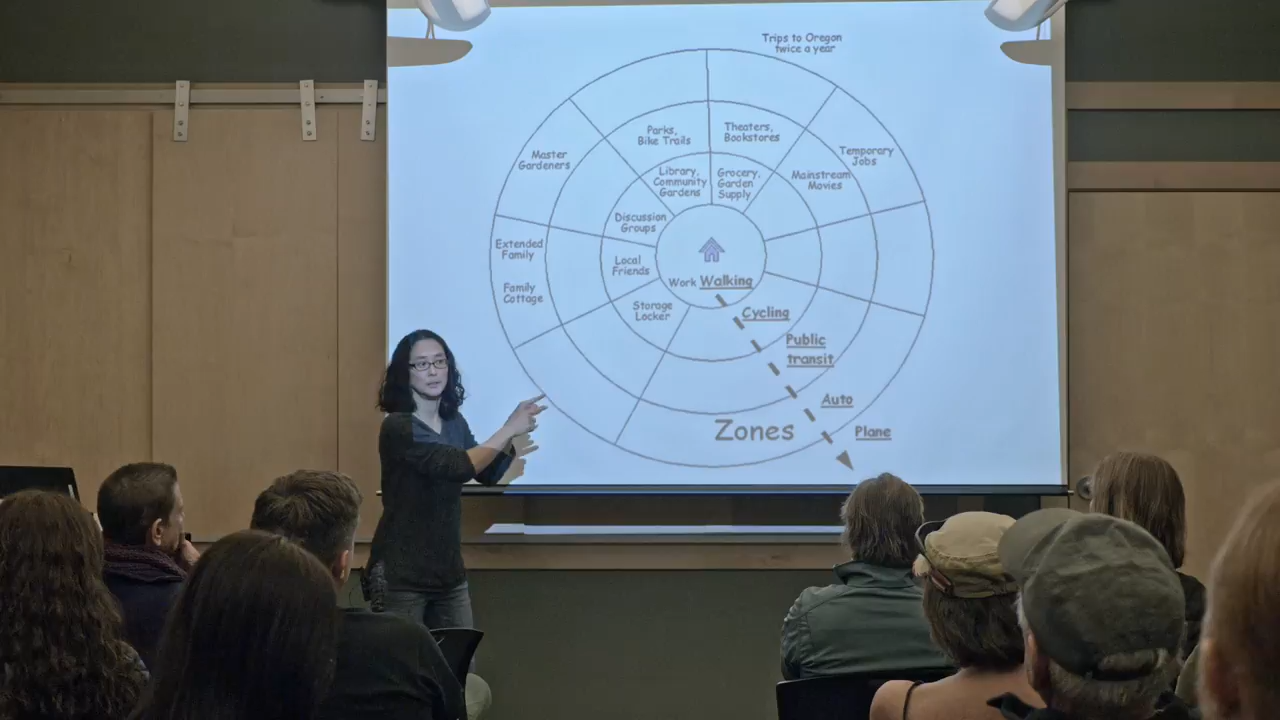 Trips to Oregon
twice a year
Parks,
Bike Trails
Theaters,
Bookstores
Master
Gardeners
Temporary
Jobs
Library,
Community
Gardens
Grocery,
Garden
Supply
Mainstream
Movies
Discussion
Groups
Extended
Family
Local
Friends
Work Walking
Family
Cottage
Storage
Locker
Cycling
Public
transit
Auto
Zones
Plane